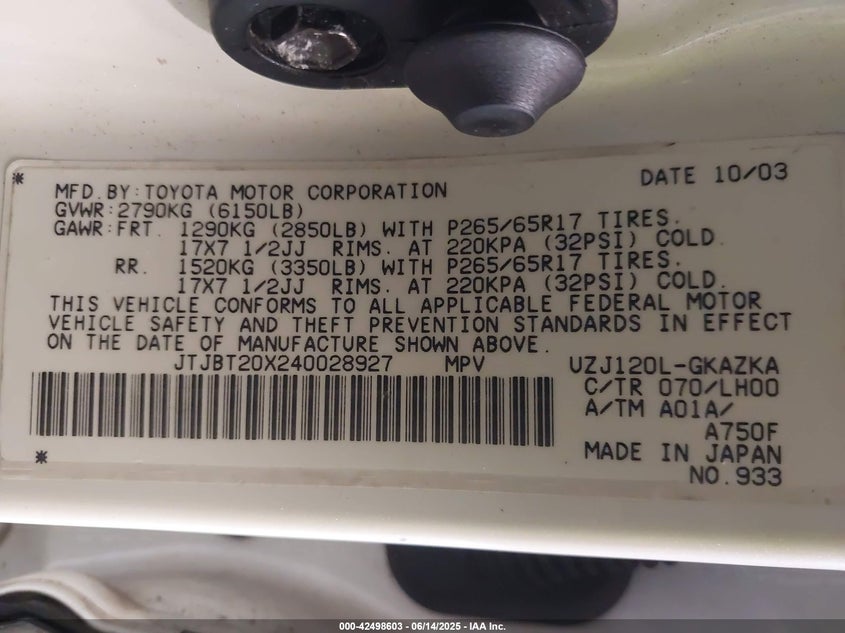 DATE 10/03
MFD.BY:TOYOTA MOTOR CORPORATION
GVWR:2790KG (6150LB)
GAWR:FRT. 1290KG (2850LB) WITH P265/65R17 TIRES.
17X7 1/2JJ RIMS. AT 220KPA (32PSI) COLD.
RR. 1520KG (3350LB) WITH P265/65R17 TIRES.
17X7 1/2JJ RIMS. AT 220KPA (32PSI) COLD.
THIS VEHICLE CONFORMS TO ALL APPLICABLE FEDERAL MOTOR
VEHICLE SAFETY AND THEFT PREVENTION STANDARDS IN EFFECT
ON THE DATE OF MANUFACTURE SHOWN ABOVE.
JTJBT20X240028927 MPV UZJ120L-GKAZKA
C/TR 070/LH00
A/TM A01A/
A750F
MADE IN JAPAN
NO.933
000-42498603 - 06/14/2025 - IAA Inc.